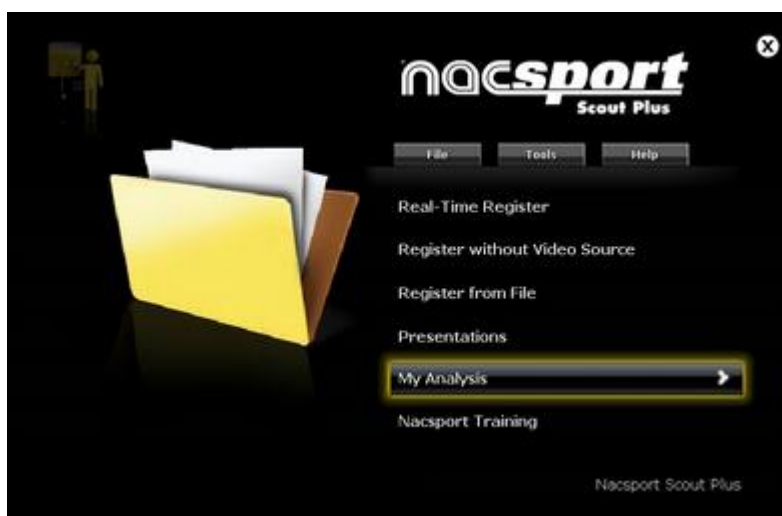 nacsport
Scout Plus
File Tools Help
Real-Time Register
Register without Video Source
Register from File
Presentations
My Analysis
Nacsport Training
Nacsport Scout Plus